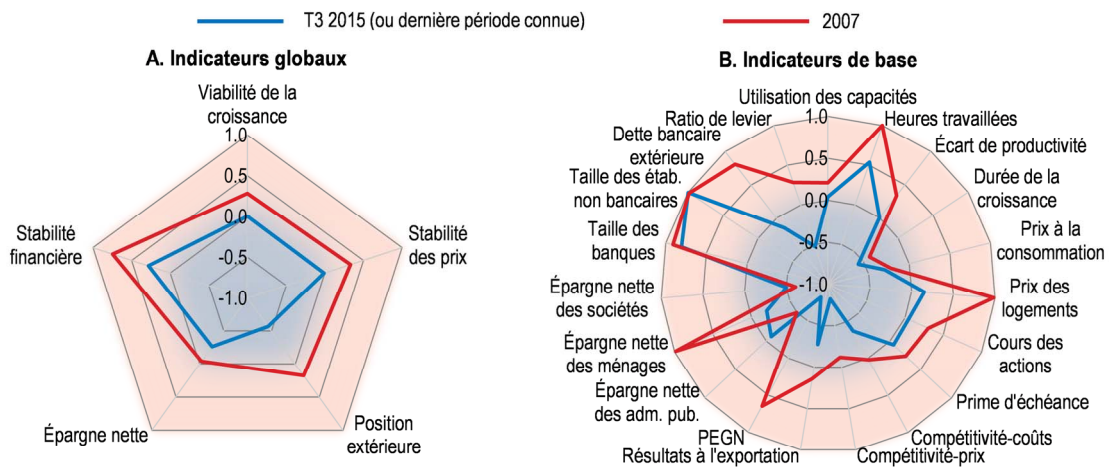 T3 2015 (ou dernière période connue)
2007
A. Indicateurs globaux
Viabilité de la
croissance
1.0
0.5
0.0
-0.5
-1.0
Stabilité
des prix
Position
extérieure
Épargne nette
Stabilité
financière
B. Indicateurs de base
Utilisation des capacités
1.0
0.5
0.0
-0.5
-1.0
Heures travaillées
Écart de productivité
Durée de la
croissance
Prix à la
consommation
Prix des
logements
Cours des
actions
Prime d'échéance
Compétitivité-coûts
Compétitivité-prix
Résultats à l'exportation
PEGN
Épargne nette
des adm. pub.
Épargne nette
des ménages
Épargne nette
des sociétés
Taille des
banques
Taille des étab.
non bancaires
Dette bancaire
extérieure
Ratio de levier